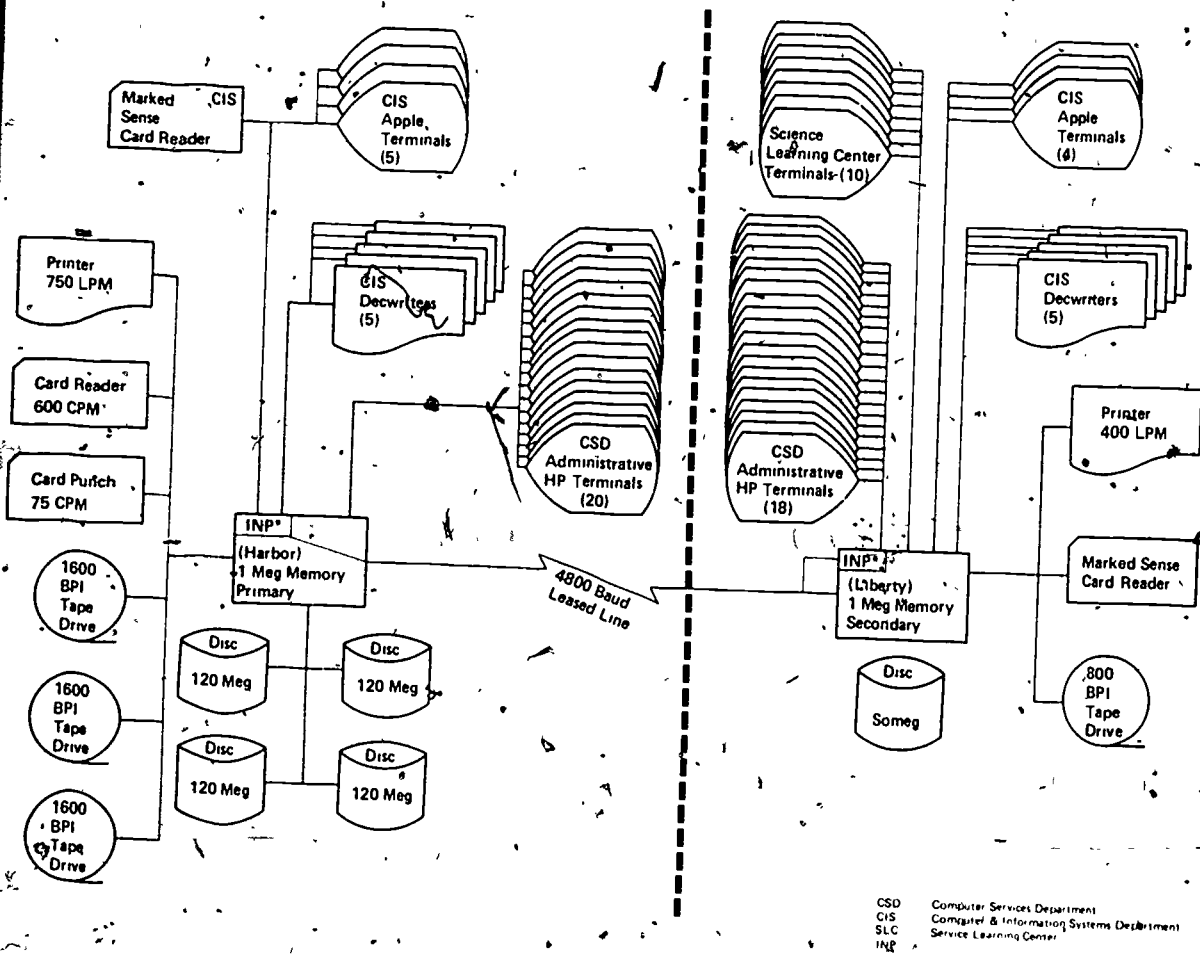 Marked CIS
Sense
Card Reader
CIS
Apple
Terminals
(5)
Printer
750 LPM
CIS
Decwriters
(5)
Card Reader
600 CPM
Card Punch
75 CPM
CSD
Administrative
HP Terminals
(20)
INP*
(Harbor)
1 Meg Memory
Primary
1600
BPI
Tape
Drive
1600
BPI
Tape
Drive
1600
BPI
Tape
Drive
Disc
120 Meg
Disc
120 Meg
Disc
120 Meg
Disc
120 Meg
4800 Baud
Leased Line
Science
Learning Center
Terminals (10)
CIS
Apple
Terminals
(4)
CSD
Administrative
HP Terminals
(18)
CIS
Decwriters
(5)
Printer
400 LPM
INP*
(Liberty)
1 Meg Memory
Secondary
Marked Sense
Card Reader
Disc
Someg
800
BPI
Tape
Drive
CSD Computer Services Department
CIS Computer & Information Systems Department
SLC Service Learning Center
INP